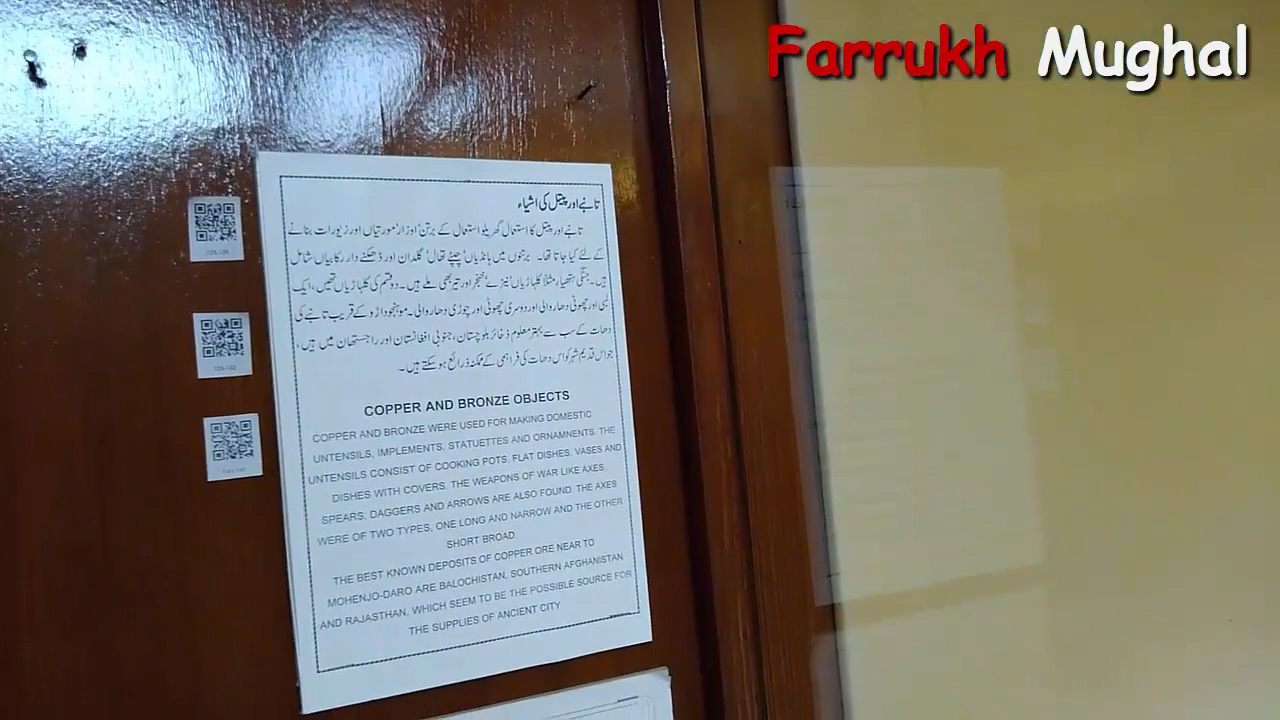 Farrukh Mughal
تانبے اور پیتل کی اشیاء
تانبے اور پیتل کا استعمال گھریلو استعمال کے برتن' اوزار' مورتیاں اور زیورات بنانے
کے لئے کیا جاتا تھا۔ برتنوں میں ہانڈیاں' چپٹے تھال' گلدان اور ڈھکنے دار رکابیاں شامل
ہیں۔ جنگی ہتھیار مثلا کلہاڑیاں' نیزے' خنجر اور تیر بھی ملے ہیں۔ دو قسم کی کلہاڑیاں تھیں، ایک
لمبی اور چھوٹی دھار والی اور دوسری چھوٹی اور چوڑی دھار والی۔ موہنجوداڑو کے قریب تانبے کی
دھات کے سب سے بہتر معلوم ذخائر بلوچستان، جنوبی افغانستان اور راجستھان میں ہیں،
جو اس قدیم شہر کو اس دھات کی فراہمی کے ممکنہ ذرائع ہو سکتے ہیں۔
COPPER AND BRONZE OBJECTS
COPPER AND BRONZE WERE USED FOR MAKING DOMESTIC
UNTENSILS, IMPLEMENTS, STATUETTES AND ORNAMNENTS. THE
UNTENSILS CONSIST OF COOKING POTS, FLAT DISHES, VASES AND
DISHES WITH COVERS. THE WEAPONS OF WAR LIKE AXES,
SPEARS, DAGGERS AND ARROWS ARE ALSO FOUND. THE AXES
WERE OF TWO TYPES, ONE LONG AND NARROW AND THE OTHER
SHORT BROAD.
THE BEST KNOWN DEPOSITS OF COPPER ORE NEAR TO
MOHENJO-DARO ARE BALOCHISTAN, SOUTHERN AFGHANISTAN
AND RAJASTHAN, WHICH SEEM TO BE THE POSSIBLE SOURCE FOR
THE SUPPLIES OF ANCIENT CITY